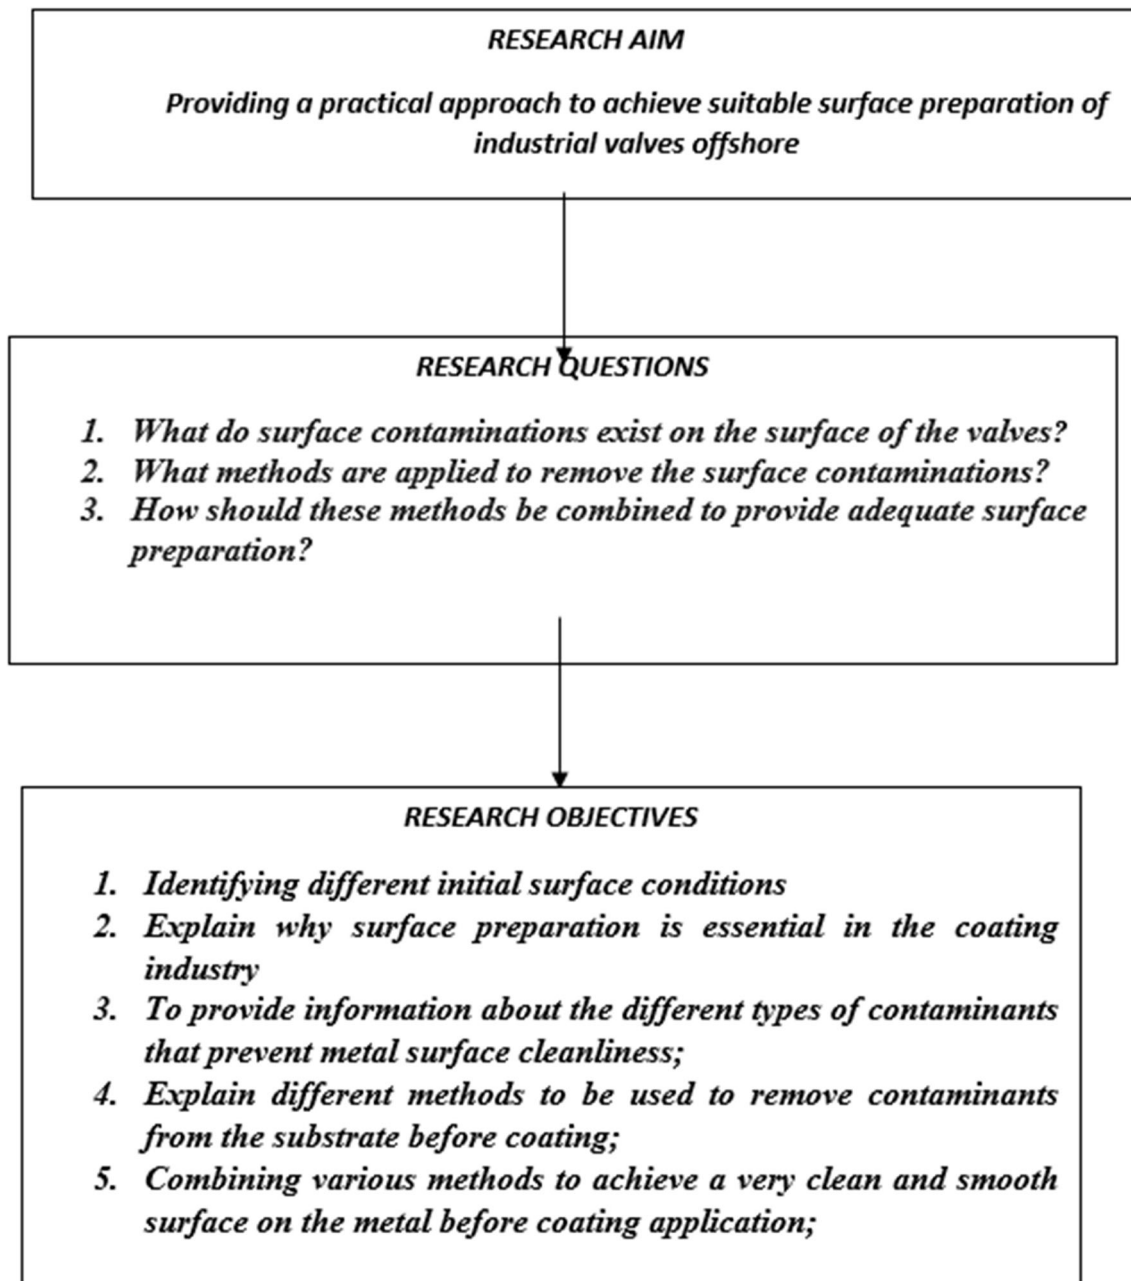 RESEARCH AIM
Providing a practical approach to achieve suitable surface preparation of
industrial valves offshore
RESEARCH QUESTIONS
1. What do surface contaminations exist on the surface of the valves?
2. What methods are applied to remove the surface contaminations?
3. How should these methods be combined to provide adequate surface
preparation?
RESEARCH OBJECTIVES
1. Identifying different initial surface conditions
2. Explain why surface preparation is essential in the coating
industry
3. To provide information about the different types of contaminants
that prevent metal surface cleanliness;
4. Explain different methods to be used to remove contaminants
from the substrate before coating;
5. Combining various methods to achieve a very clean and smooth
surface on the metal before coating application;